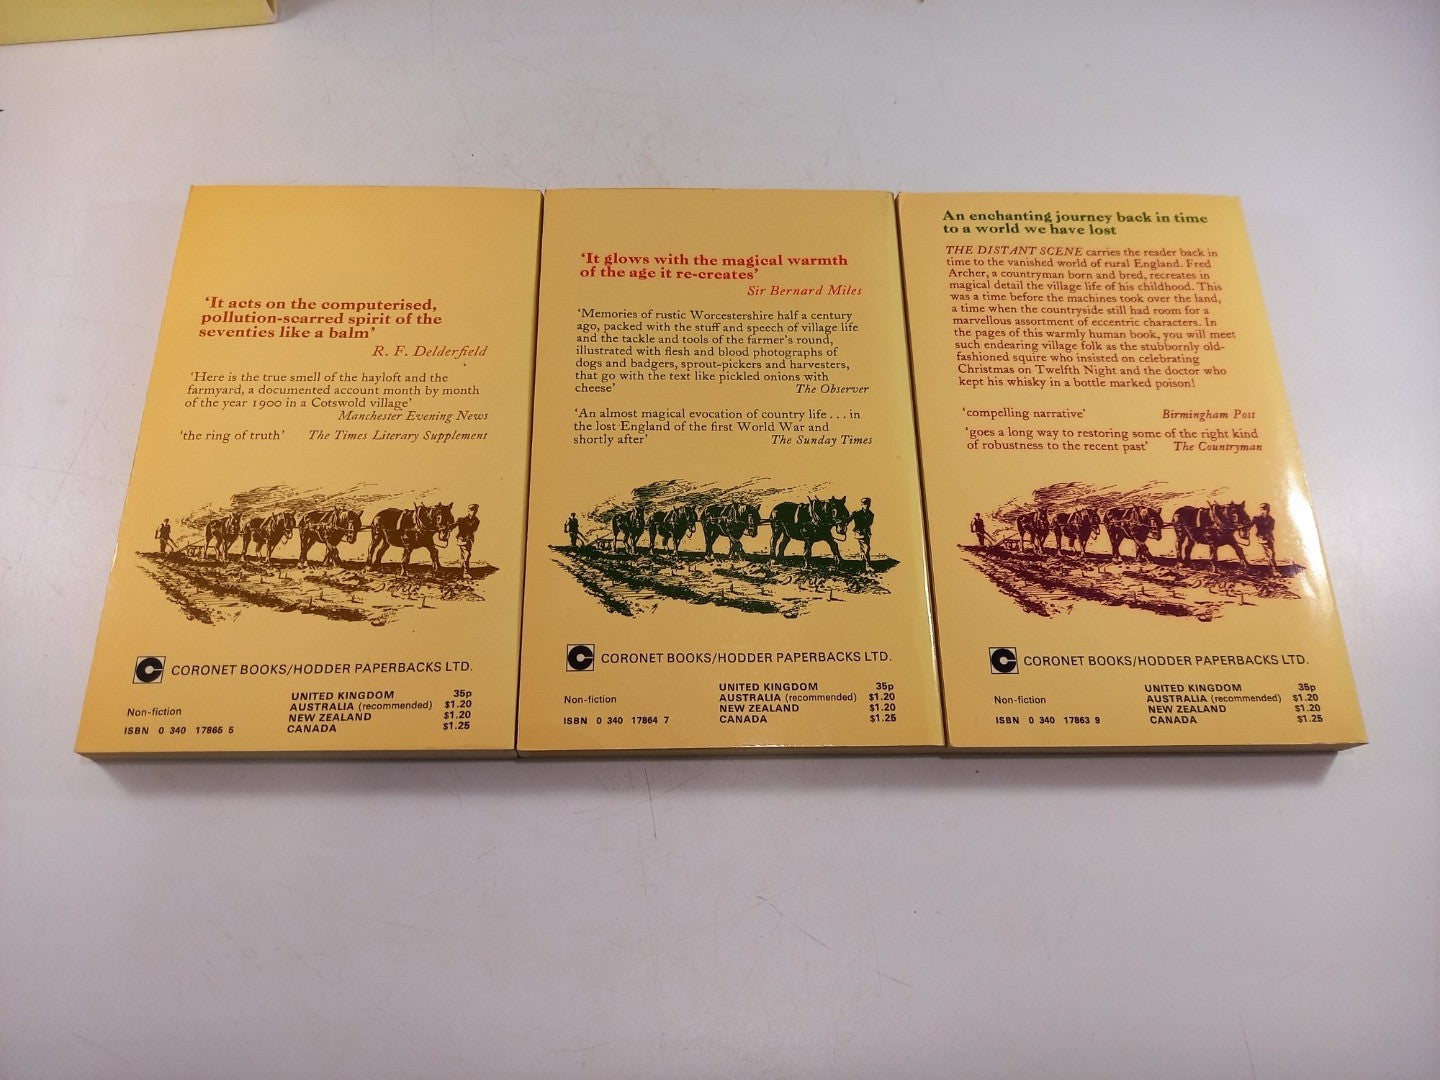 ‘It acts on the computerised,
pollution-scarred spirit of the
seventies like a balm’
R. F. Delderfield
‘Here is the true smell of the hayloft and the
farmyard, a documented account month by month
of the year 1900 in a Cotswold village’
Manchester Evening News
‘the ring of truth’ The Times Literary Supplement
CORONET BOOKS/HODDER PAPERBACKS LTD.
UNITED KINGDOM 35p
AUSTRALIA (recommended) $1.20
Non-fiction NEW ZEALAND $1.20
ISBN 0 340 17865 5 CANADA $1.25
‘It glows with the magical warmth
of the age it re-creates’
Sir Bernard Miles
‘Memories of rustic Worcestershire half a century
ago, packed with the stuff and speech of village life
and the tackle and tools of the farmer's round,
illustrated with flesh and blood photographs of
dogs and badgers, sprout-pickers and harvesters,
that go with the text like pickled onions with
cheese’ The Observer
‘An almost magical evocation of country life . . . in
the lost England of the first World War and
shortly after’ The Sunday Times
CORONET BOOKS/HODDER PAPERBACKS LTD.
UNITED KINGDOM 35p
Non-fiction AUSTRALIA (recommended) $1.20
NEW ZEALAND $1.20
ISBN 0 340 17864 7 CANADA $1.25
An enchanting journey back in time
to a world we have lost
THE DISTANT SCENE carries the reader back in
time to the vanished world of rural England. Fred
Archer, a countryman born and bred, recreates in
magical detail the village life of his childhood. This
was a time before the machines took over the land,
a time when the countryside still had room for a
marvellous assortment of eccentric characters. In
the pages of this warmly human book, you will meet
such endearing village folk as the stubbornly old-
fashioned squire who insisted on celebrating
Christmas on Twelfth Night and the doctor who
kept his whisky in a bottle marked poison!
‘compelling narrative’ Birmingham Post
‘goes a long way to restoring some of the right kind
of robustness to the recent past’ The Countryman
CORONET BOOKS/HODDER PAPERBACKS LTD.
UNITED KINGDOM 35p
Non-fiction AUSTRALIA (recommended) $1.20
NEW ZEALAND $1.20
ISBN 0 340 17863 9 CANADA $1.25